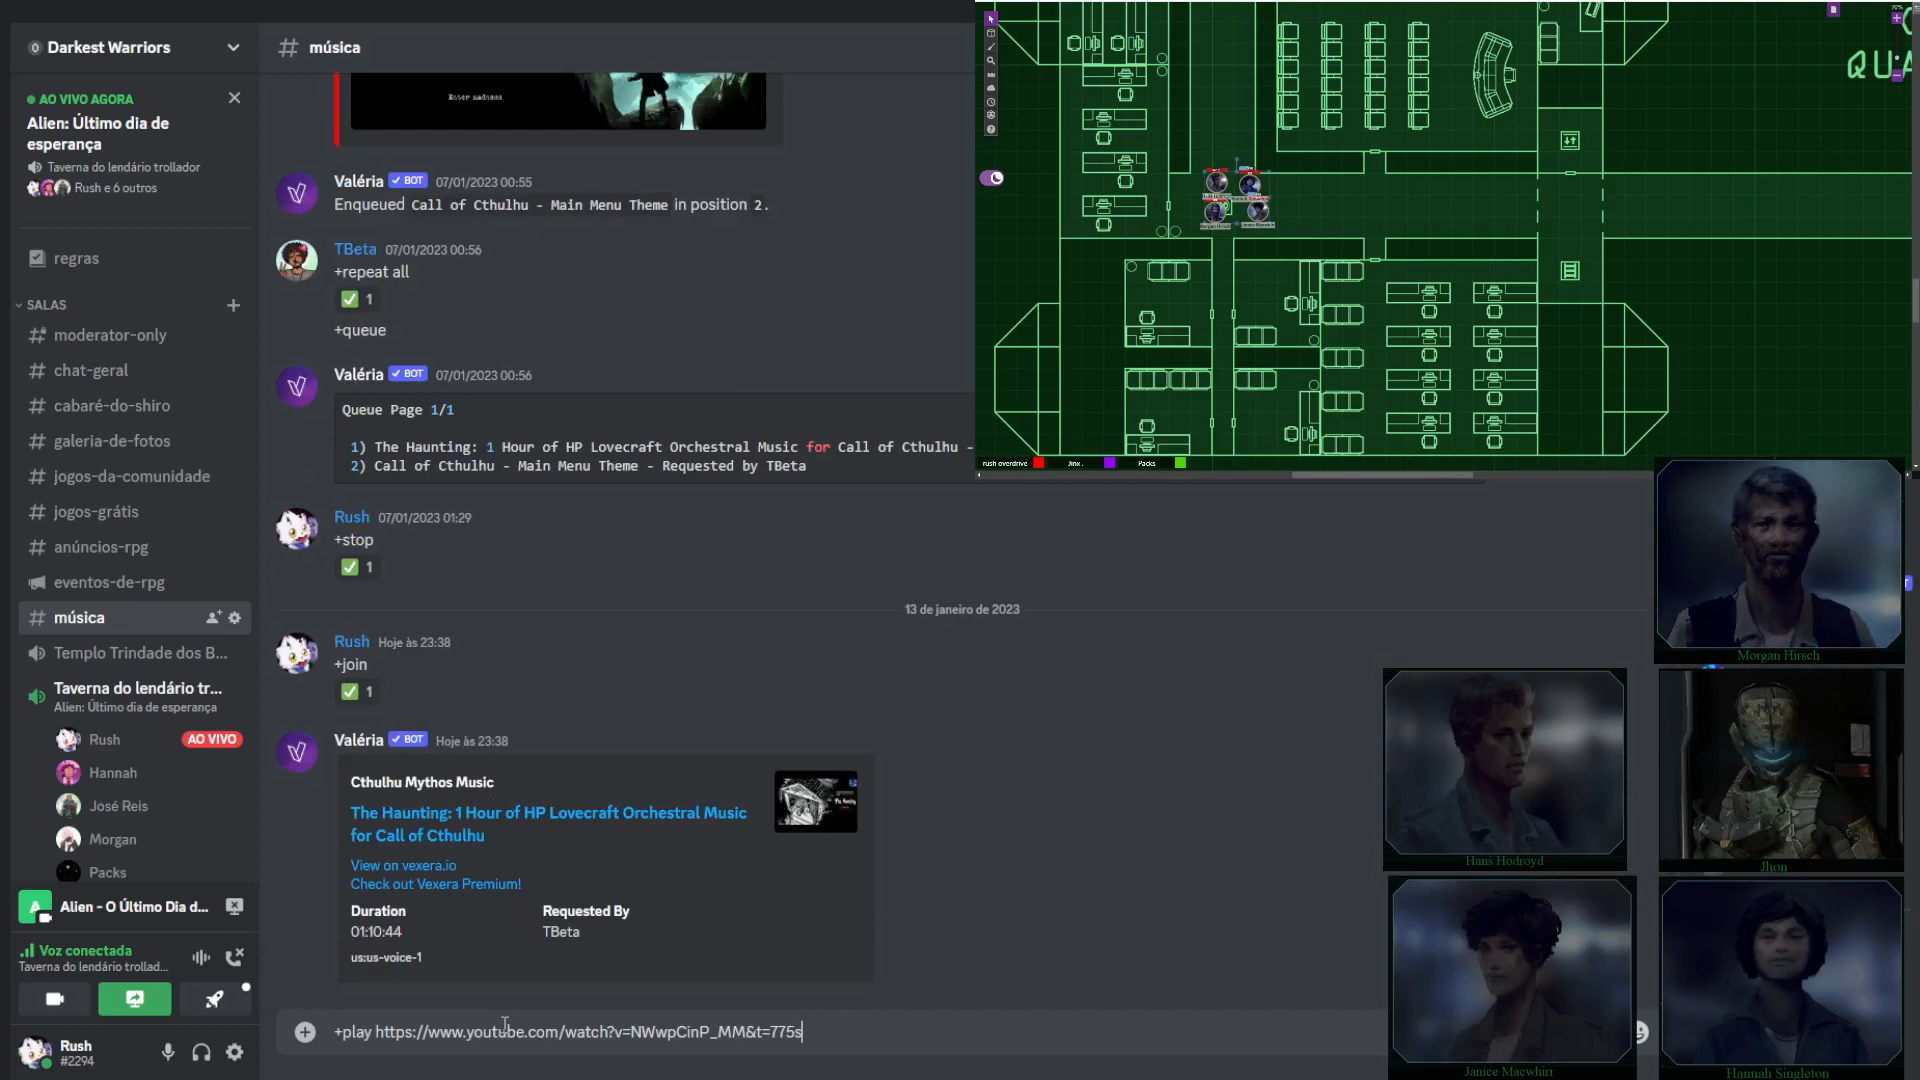 Darkest Warriors
AO VIVO AGORA
Alien: Último dia de
esperança
Taverna do lendário trollador
Rush e 6 outros
regras
SALAS
moderator-only
chat-geral
cabaré-do-shiro
galeria-de-fotos
jogos-da-comunidade
jogos-grátis
anúncios-rpg
eventos-de-rpg
música
Templo Trindade dos B...
Taverna do lendário tr...
Alien: Último dia de esperança
Rush AO VIVO
Hannah
José Reis
Morgan
Packs
Alien - O Último Dia d...
Voz conectada
Taverna do lendário trollad...
Rush
#2294
# música
Enter madness
Valéria ✓ BOT 07/01/2023 00:55
Enqueued Call of Cthulhu - Main Menu Theme in position 2.
TBeta 07/01/2023 00:56
+repeat all
1
+queue
Valéria ✓ BOT 07/01/2023 00:56
Queue Page 1/1
1) The Haunting: 1 Hour of HP Lovecraft Orchestral Music for Call of Cthulhu -
2) Call of Cthulhu - Main Menu Theme - Requested by TBeta
Rush 07/01/2023 01:29
+stop
1
13 de janeiro de 2023
Rush Hoje às 23:38
+join
1
Valéria ✓ BOT Hoje às 23:38
Cthulhu Mythos Music
The Haunting: 1 Hour of HP Lovecraft Orchestral Music
for Call of Cthulhu
View on vexera.io
Check out Vexera Premium!
Duration Requested By
01:10:44 TBeta
us:us-voice-1
+play https://www.youtube.com/watch?v=NWwpCinP_MM&t=775s
70%
QUA
rush overdrive Jinx . Packs
Morgan Hirsch
Hans Hodroyd
Jhon
Janice Macwhirr
Hannah Singleton